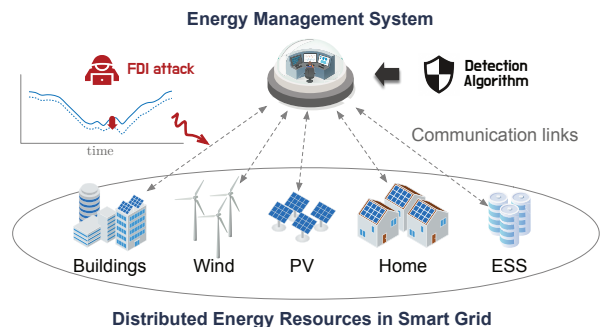 Energy Management System
FDI attack
Detection
Algorithm
time
Communication links
Buildings
Wind
PV
Home
ESS
Distributed Energy Resources in Smart Grid